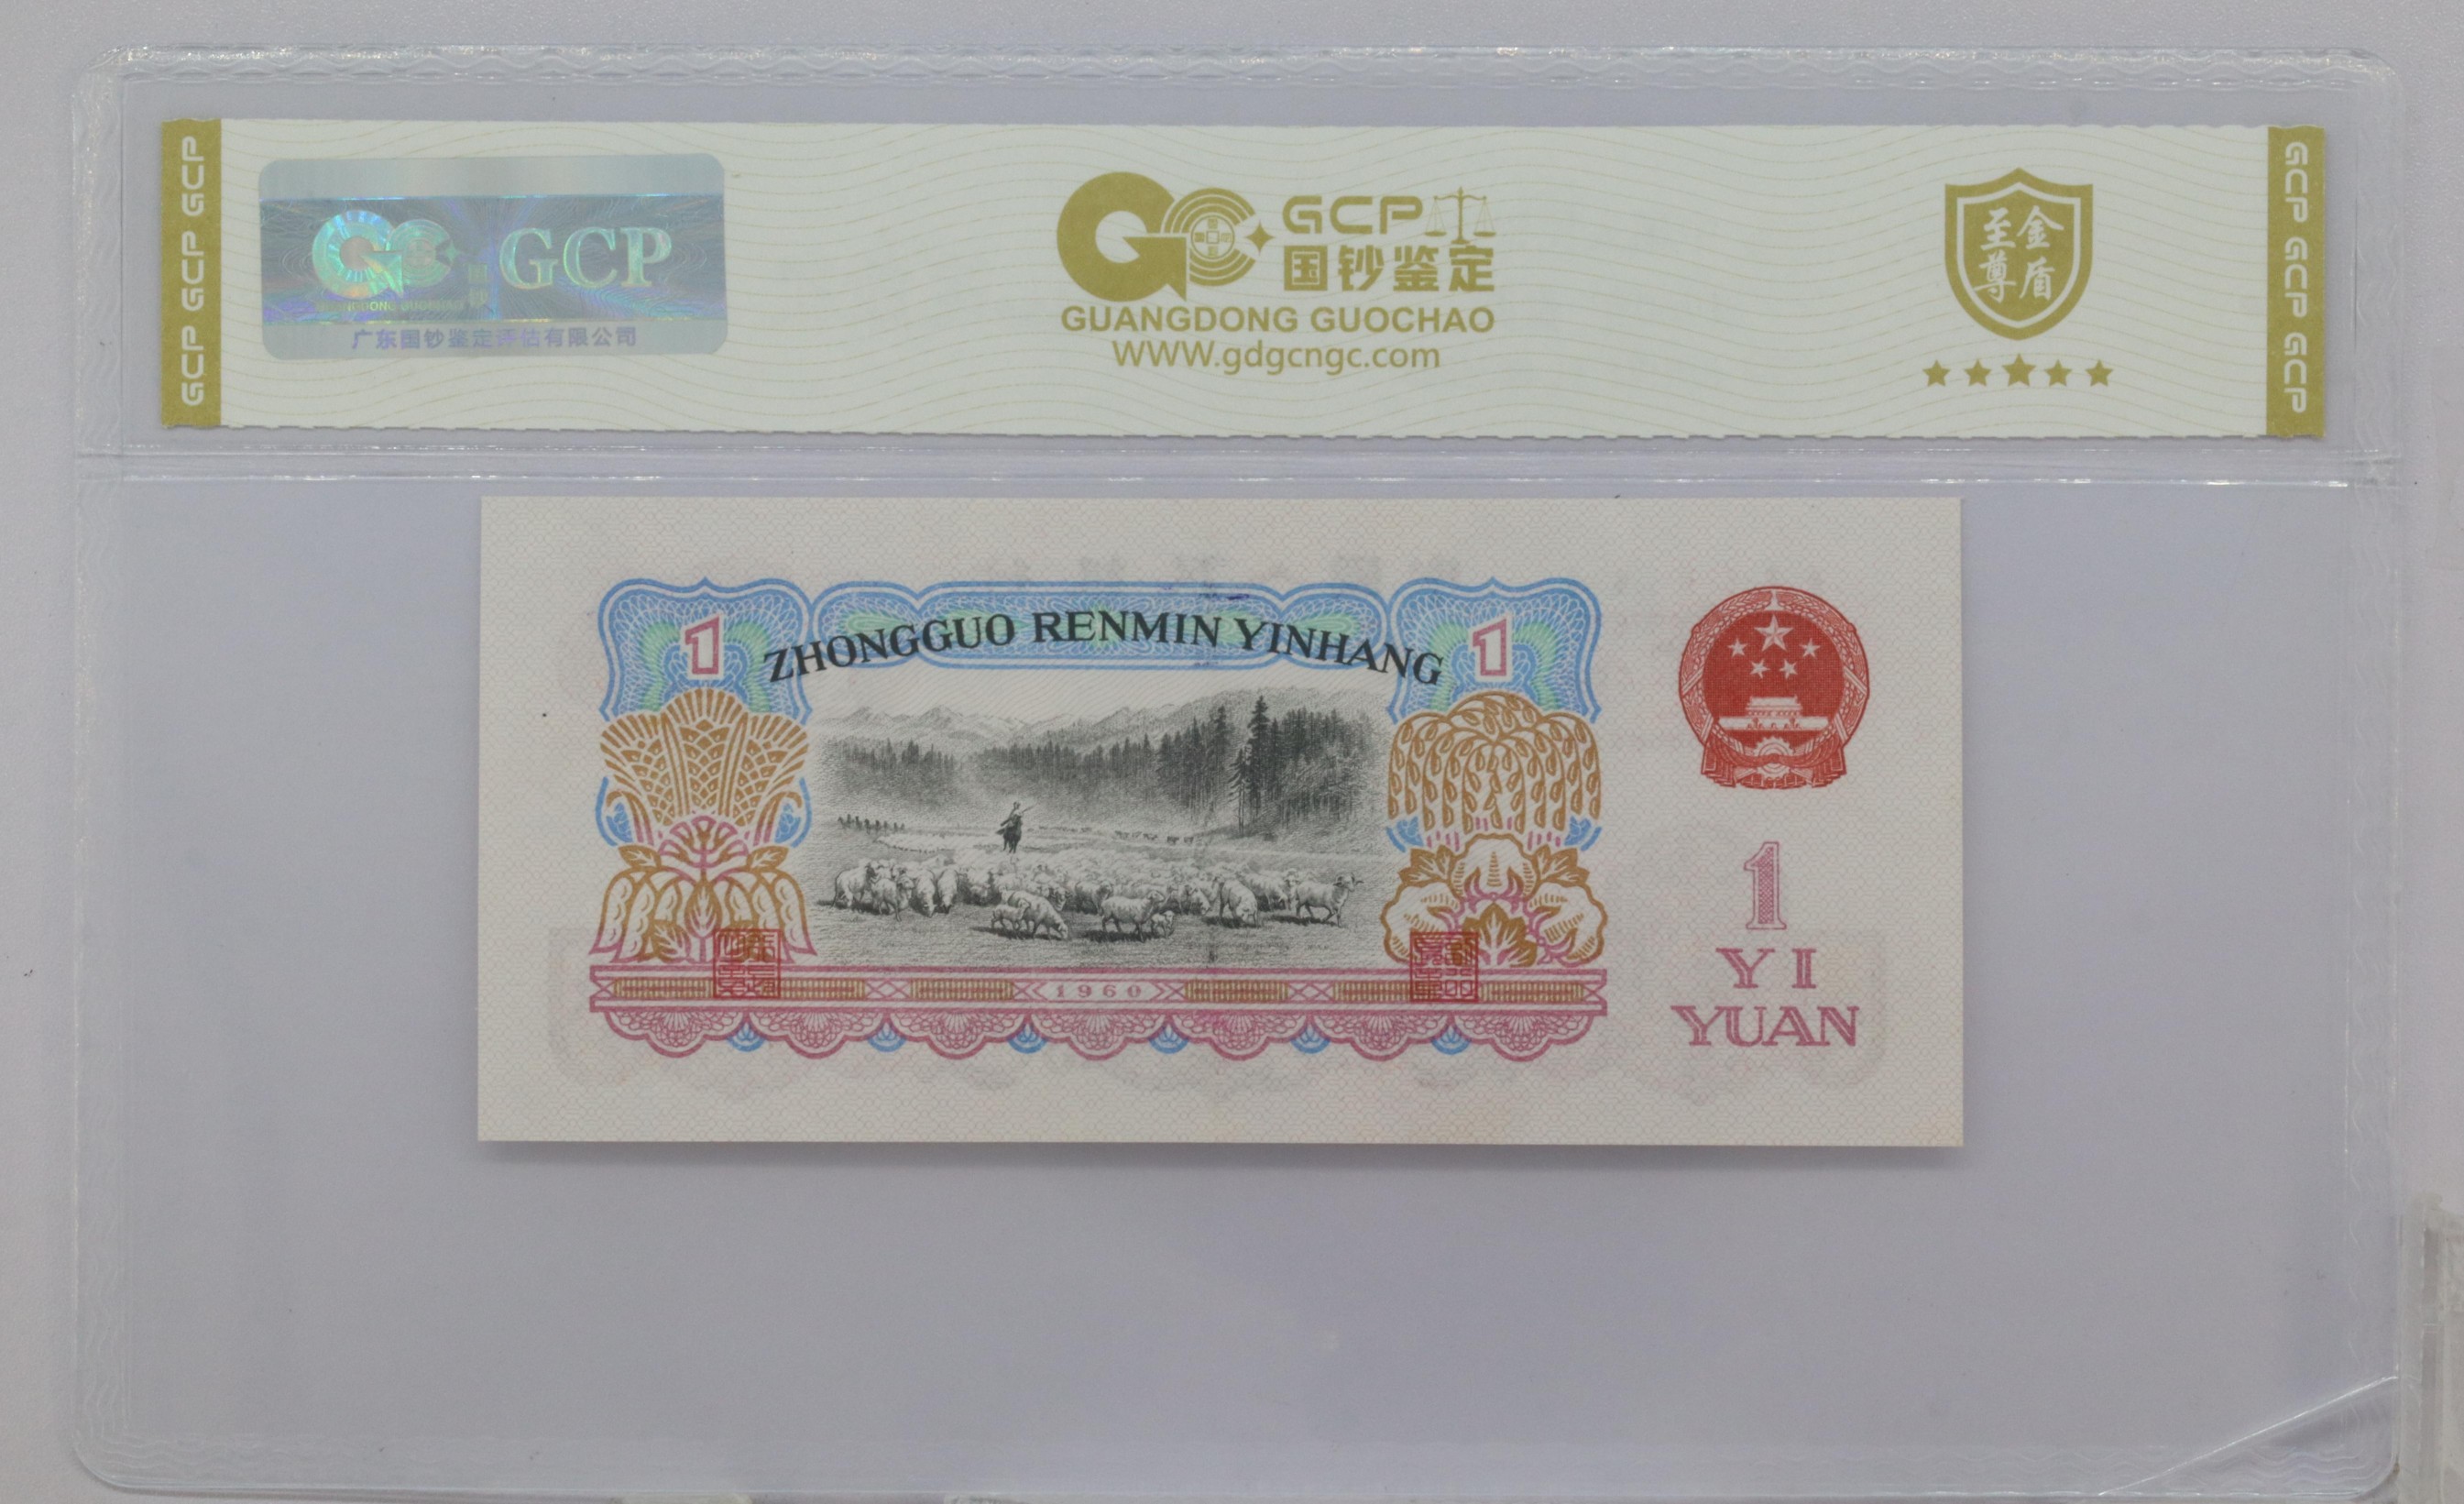 GCP GCP GCP
GCP
国钞
GUANGDONG GUOCHAO
广东国钞鉴定评估有限公司
GCP
国钞鉴定
GUANGDONG GUOCHAO
WWW.gdgcngc.com
至尊
金盾
GCP GCP GCP
1
ZHONGGUO RENMIN YINHANG
1
1960
1
YI
YUAN